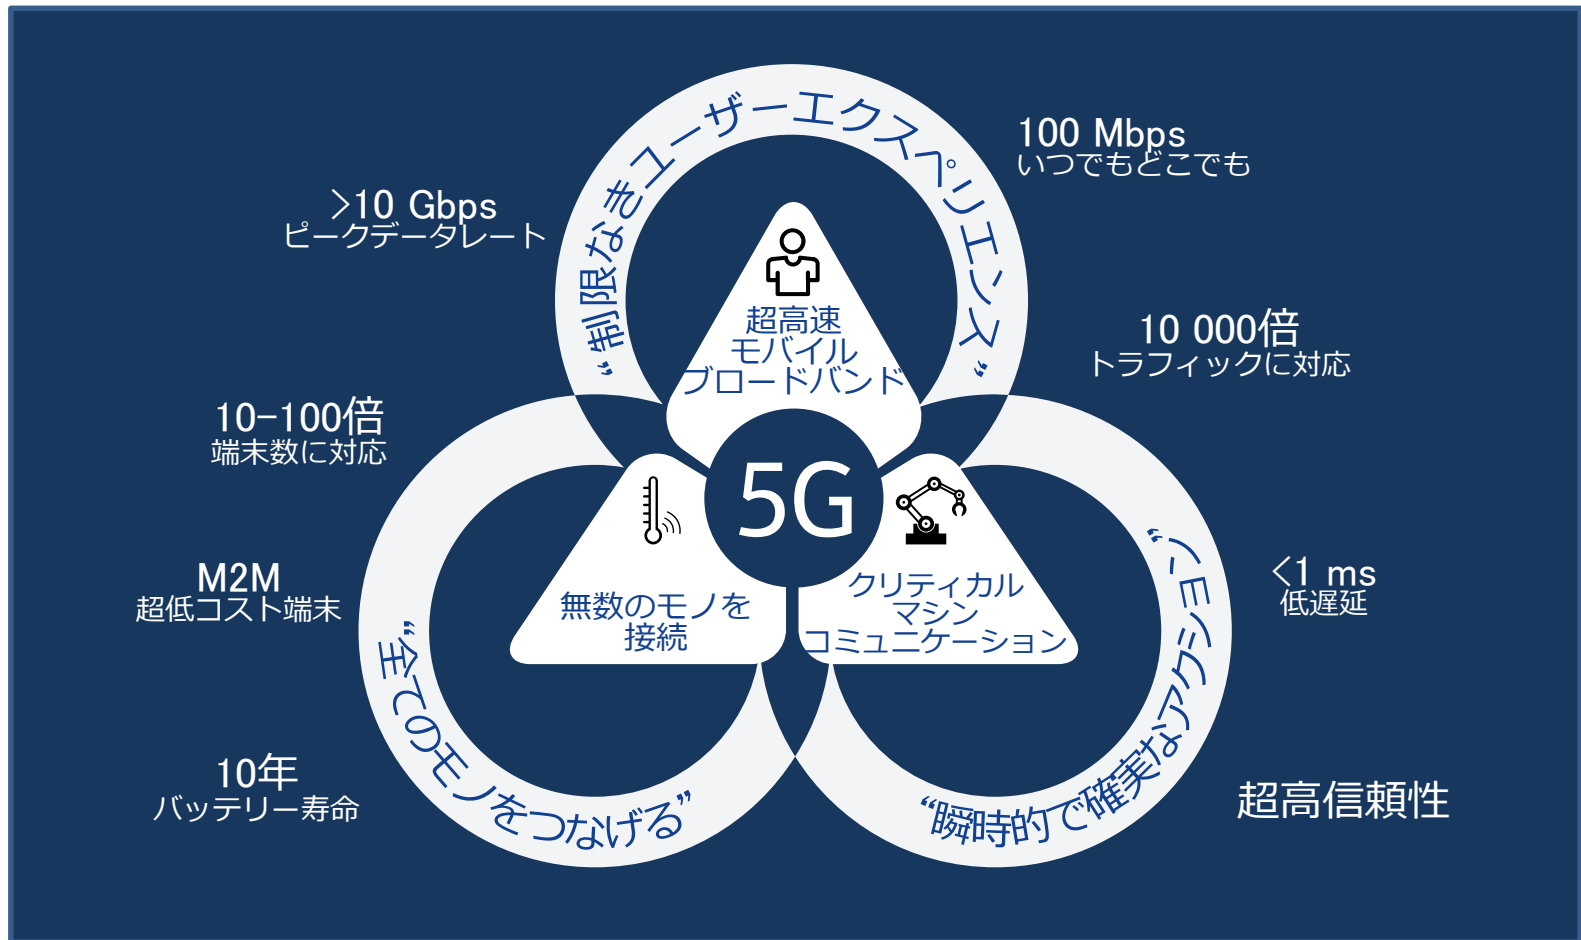 “制限なきユーザーエクスペリエンス”
100 Mbps
いつでもどこでも
>10 Gbps
ピークデータレート
超高速
モバイル
ブロードバンド
10 000倍
トラフィックに対応
10-100倍
端末数に対応
5G
M2M
超低コスト端末
無数のモノを
接続
クリティカル
マシン
コミュニケーション
<1 ms
低遅延
“全てのモノをつなげる”
“瞬時的で確実なアクション”
10年
バッテリー寿命
超高信頼性